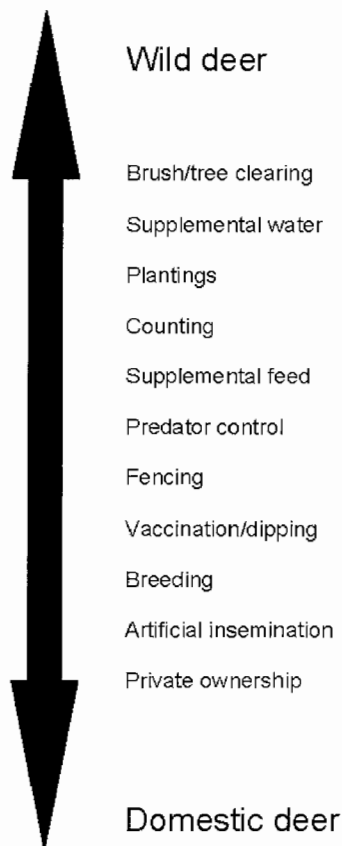 Wild deer
Brush/tree clearing
Supplemental water
Plantings
Counting
Supplemental feed
Predator control
Fencing
Vaccination/dipping
Breeding
Artificial insemination
Private ownership
Domestic deer